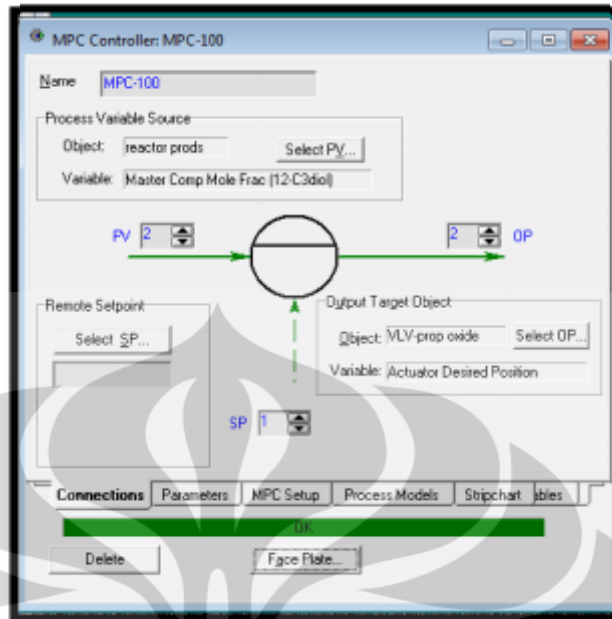 MPC Controller: MPC-100
Name MPC-100
Process Variable Source
Object: reactor prods Select PV...
Variable: Master Comp Mole Frac (12-C3diol)
PV 2 2 OP
Remote Setpoint
Select SP...
Output Target Object
Object: VLV-prop oxide Select OP...
Variable: Actuator Desired Position
SP 1
Connections Parameters MPC Setup Process Models Stripchart ables
OK
Delete Face Plate...